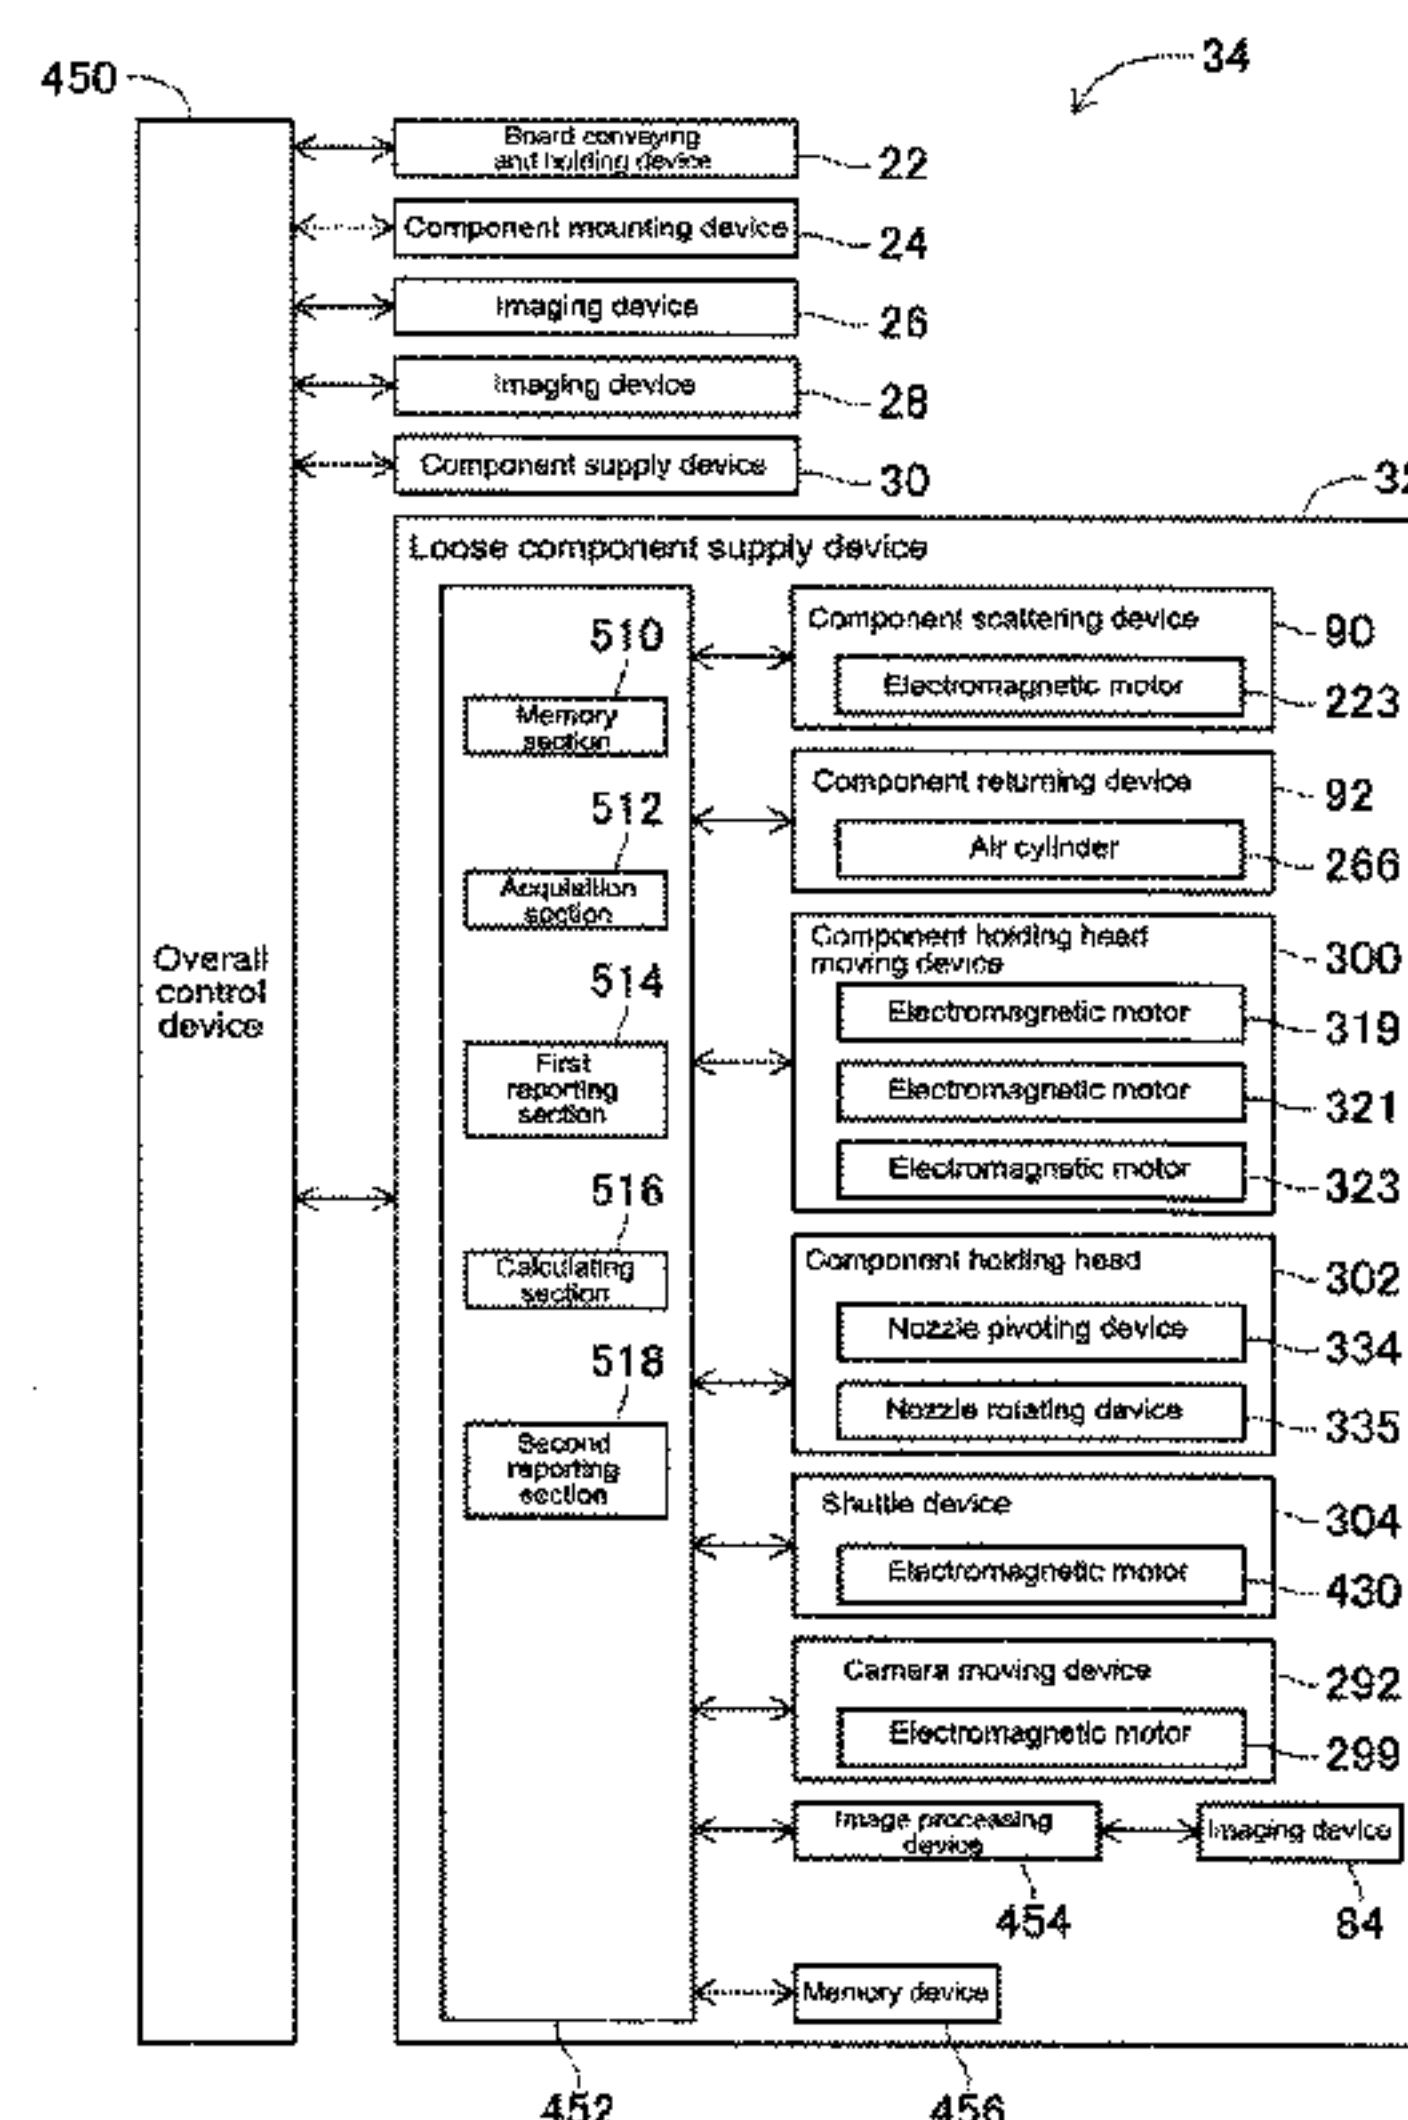 34
450
Board conveying
and holding device
22
Component mounting device
24
Imaging device
26
Imaging device
28
Component supply device
30
32
Loose component supply device
Overall
control
device
510
Memory
section
512
Acquisition
section
514
First
reporting
section
516
Calculating
section
518
Second
reporting
section
Component scattering device
90
Electromagnetic motor
223
Component returning device
92
Air cylinder
266
Component holding head
moving device
300
Electromagnetic motor
319
Electromagnetic motor
321
Electromagnetic motor
323
Component holding head
302
Nozzle pivoting device
334
Nozzle rotating device
335
Shuttle device
304
Electromagnetic motor
430
Camera moving device
292
Electromagnetic motor
299
Image processing
device
454
Imaging device
84
Memory device
452
456